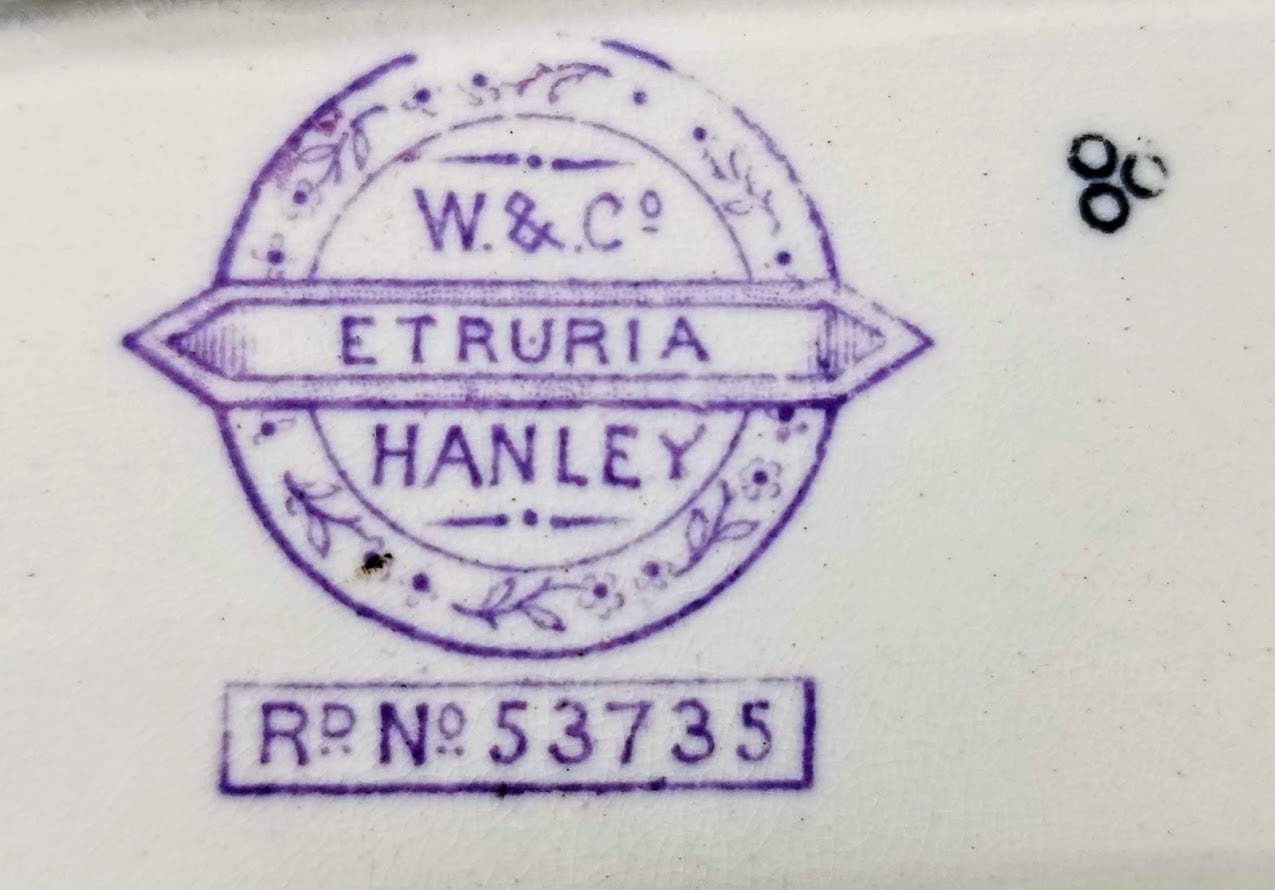 W. & . Cº
ETRURIA
HANLEY
Rᴰ Nº 53735